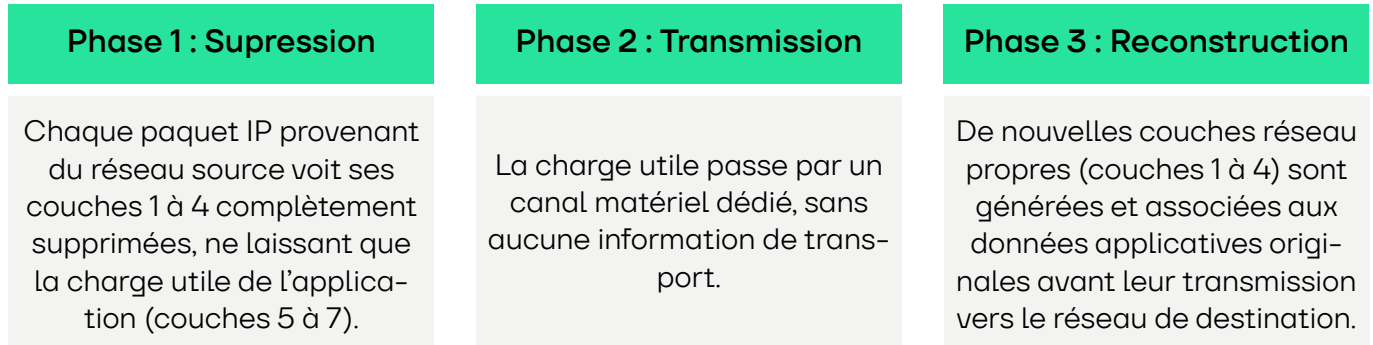 Phase 1 : Supression
Chaque paquet IP provenant
du réseau source voit ses
couches 1 à 4 complètement
supprimées, ne laissant que
la charge utile de l’applica-
tion (couches 5 à 7).
Phase 2 : Transmission
La charge utile passe par un
canal matériel dédié, sans
aucune information de trans-
port.
Phase 3 : Reconstruction
De nouvelles couches réseau
propres (couches 1 à 4) sont
générées et associées aux
données applicatives origi-
nales avant leur transmission
vers le réseau de destination.